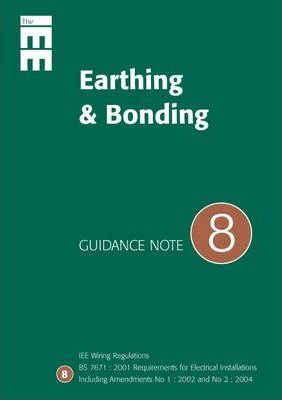 The
IEE
Earthing
& Bonding
GUIDANCE NOTE 8
IEE Wiring Regulations
BS 7671 : 2001 Requirements for Electrical Installations
8 Including Amendments No 1 : 2002 and No 2 : 2004